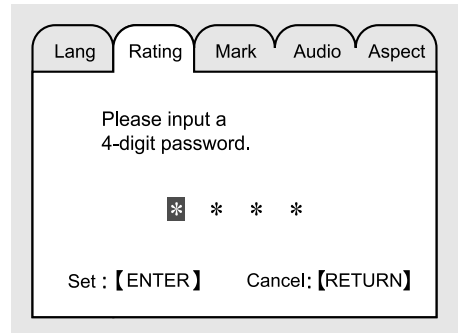 Lang Rating Mark Audio Aspect
Please input a
4-digit password.
* * * *
Set :【ENTER】 Cancel:【RETURN】